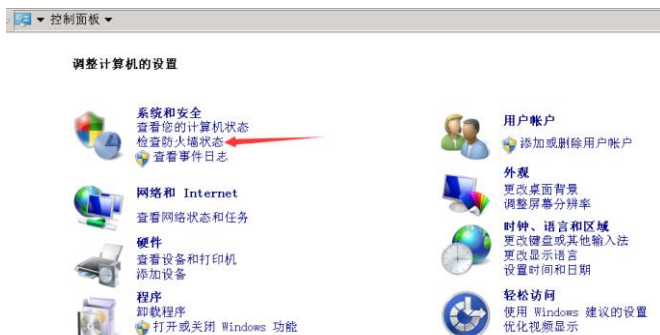 控制面板
调整计算机的设置
系统和安全
查看您的计算机状态
检查防火墙状态
查看事件日志
网络和 Internet
查看网络状态和任务
硬件
查看设备和打印机
添加设备
程序
卸载程序
打开或关闭 Windows 功能
用户帐户
添加或删除用户帐户
外观
更改桌面背景
调整屏幕分辨率
时钟、语言和区域
更改键盘或其他输入法
更改显示语言
设置时间和日期
轻松访问
使用 Windows 建议的设置
优化视频显示